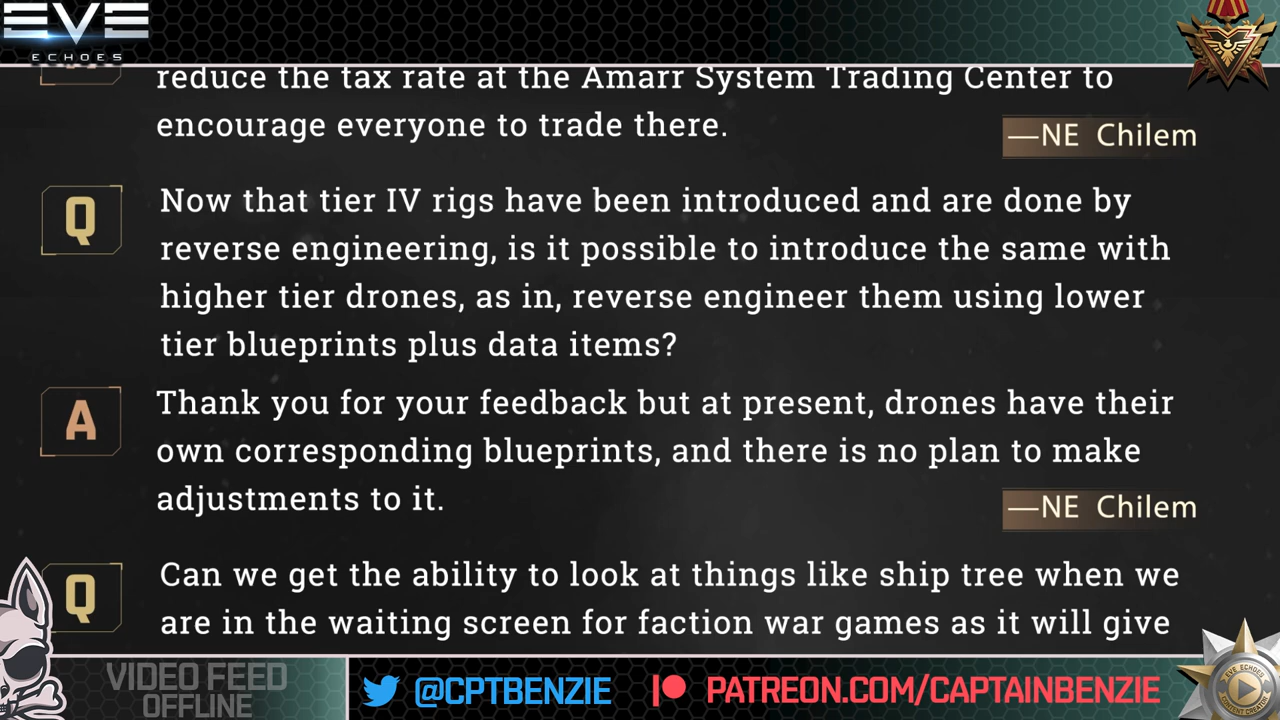 EVE
ECHOES
reduce the tax rate at the Amarr System Trading Center to
encourage everyone to trade there.
—NE Chilem
Q
Now that tier IV rigs have been introduced and are done by
reverse engineering, is it possible to introduce the same with
higher tier drones, as in, reverse engineer them using lower
tier blueprints plus data items?
A
Thank you for your feedback but at present, drones have their
own corresponding blueprints, and there is no plan to make
adjustments to it.
—NE Chilem
Q
Can we get the ability to look at things like ship tree when we
are in the waiting screen for faction war games as it will give
VIDEO FEED
OFFLINE
@CPTBENZIE
PATREON.COM/CAPTAINBENZIE
EVE ECHOES
CONTENT CREATOR